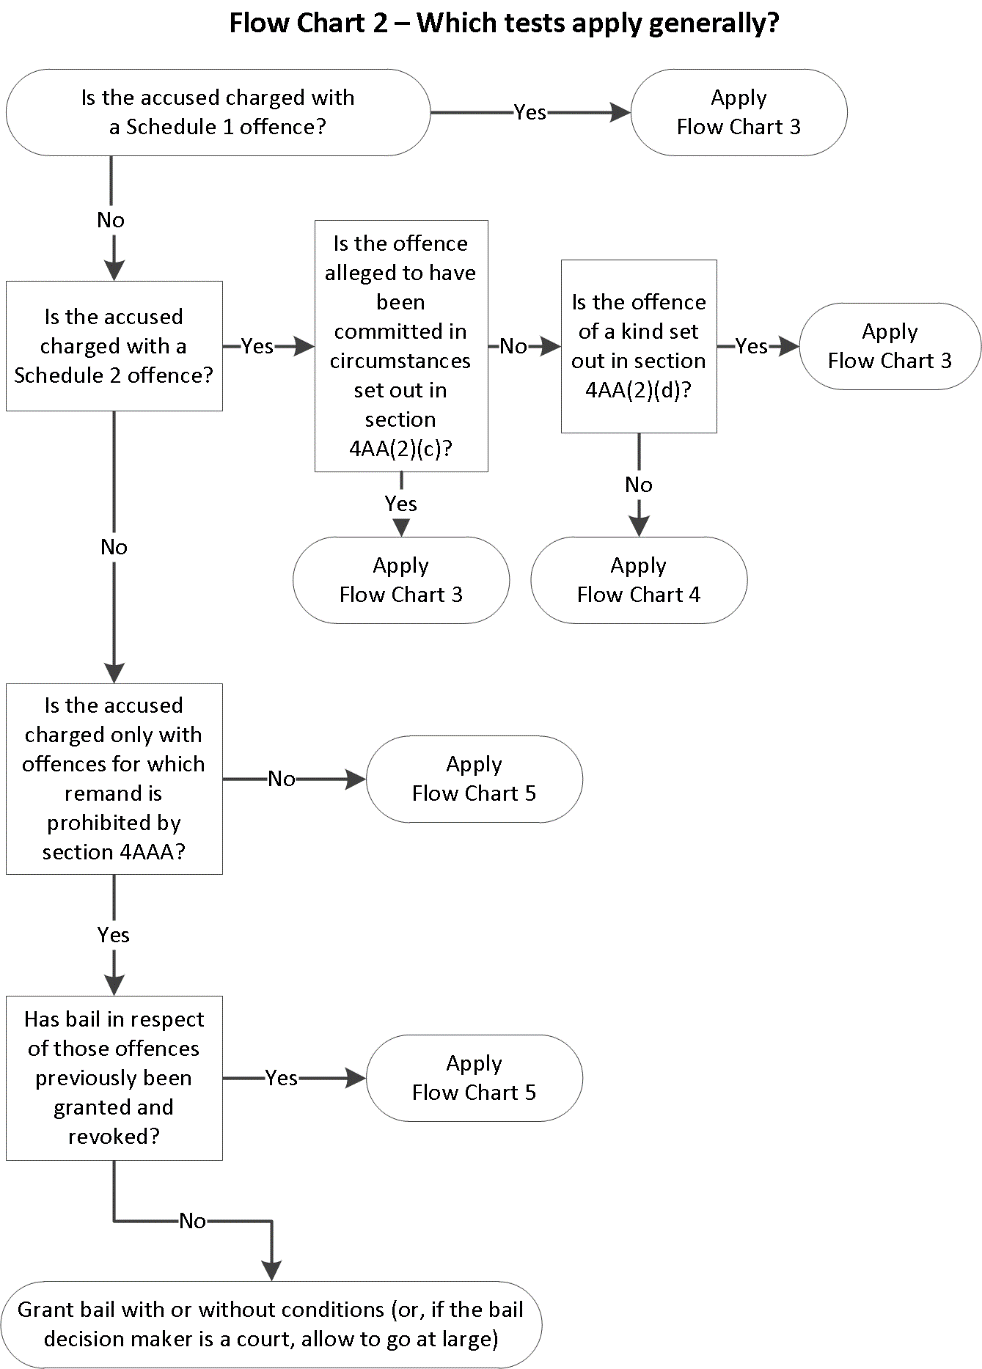 Flow Chart 2 – Which tests apply generally?
Is the accused charged with
a Schedule 1 offence?
Yes
Apply
Flow Chart 3
No
Is the accused
charged with a
Schedule 2 offence?
Yes
Is the offence
alleged to have
been
committed in
circumstances
set out in
section
4AA(2)(c)?
No
Is the offence
of a kind set
out in section
4AA(2)(d)?
Yes
Apply
Flow Chart 3
Yes
Apply
Flow Chart 3
No
Apply
Flow Chart 4
No
Is the accused
charged only with
offences for which
remand is
prohibited by
section 4AAA?
No
Apply
Flow Chart 5
Yes
Has bail in respect
of those offences
previously been
granted and
revoked?
Yes
Apply
Flow Chart 5
No
Grant bail with or without conditions (or, if the bail
decision maker is a court, allow to go at large)